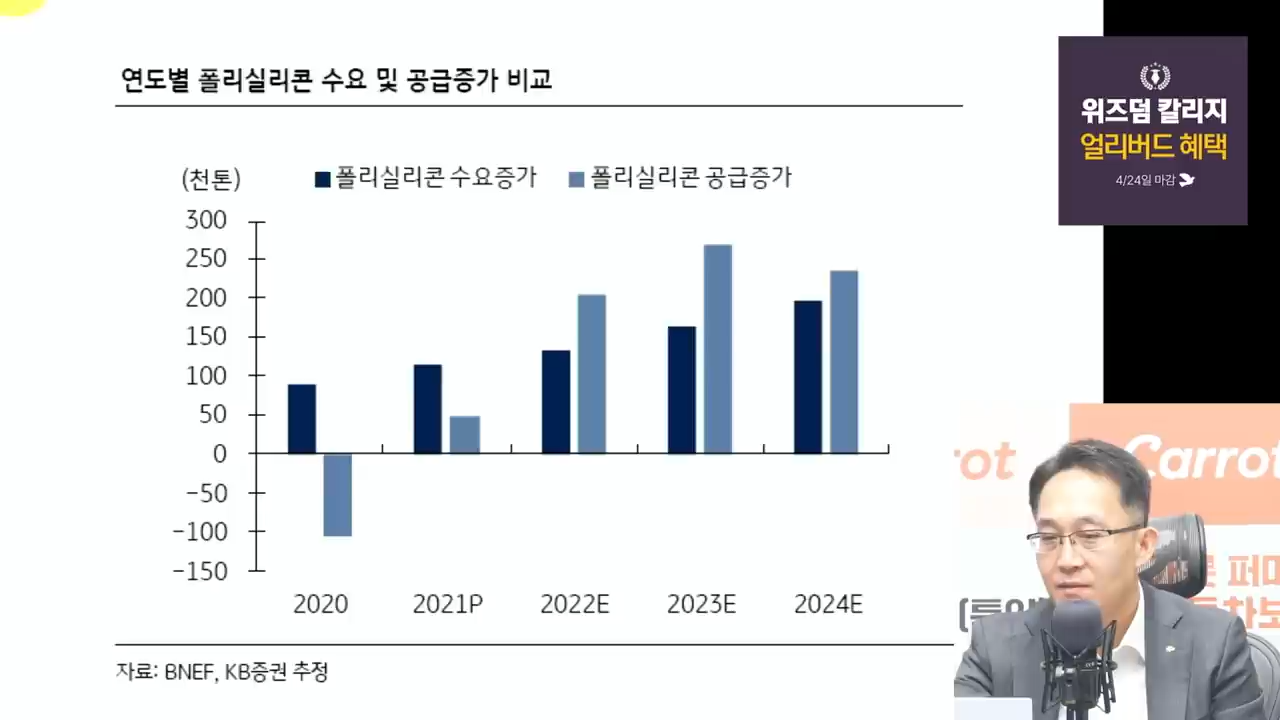 연도별 폴리실리콘 수요 및 공급증가 비교
(천톤)
폴리실리콘 수요증가
폴리실리콘 공급증가
300
250
200
150
100
50
0
-50
-100
-150
2020
2021P
2022E
2023E
2024E
자료: BNEF, KB증권 추정
위즈덤 칼리지
얼리버드 혜택
4/24일 마감
rot
Carrot
퍼마